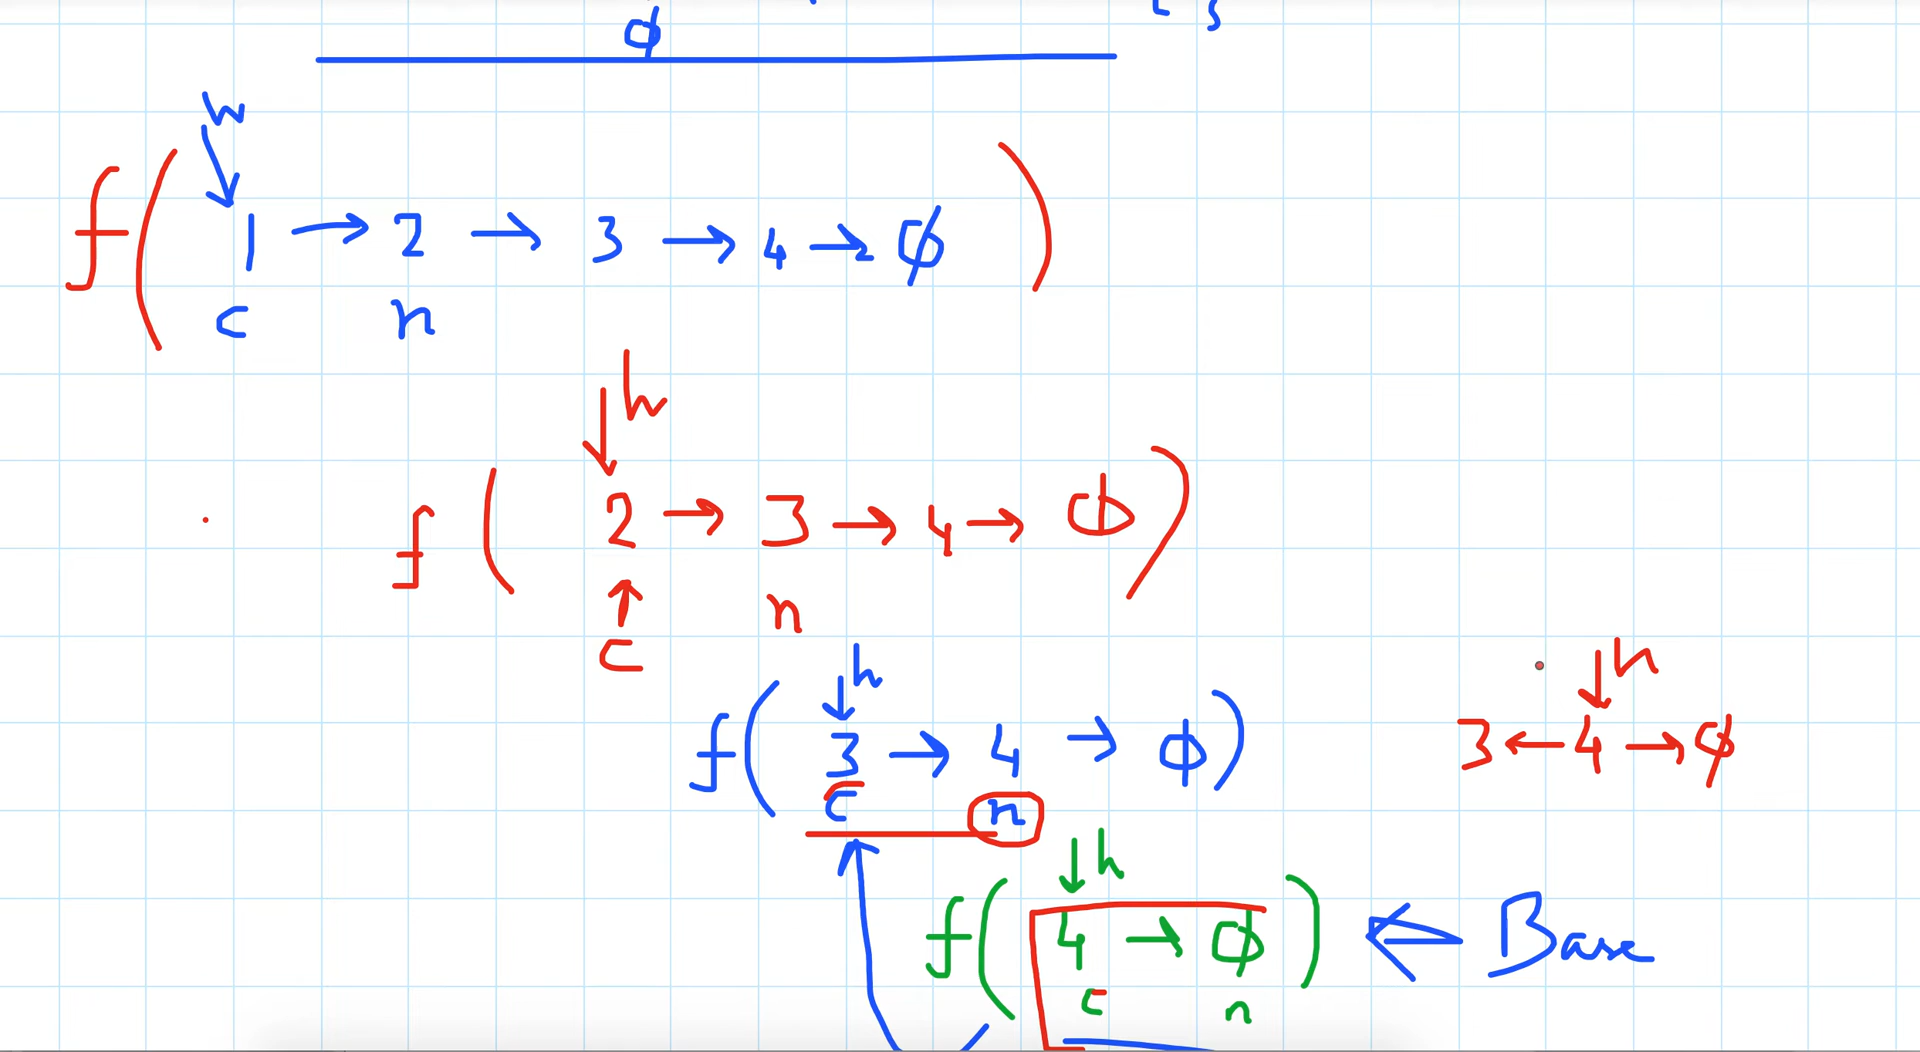 φ
h
f( 1 → 2 → 3 → 4 → φ )
c n
h
f( 2 → 3 → 4 → φ )
c n
h
f( 3 → 4 → φ )
c n
h
3 ← 4 → φ
h
f( 4 → φ ) ⇐ Base
c n